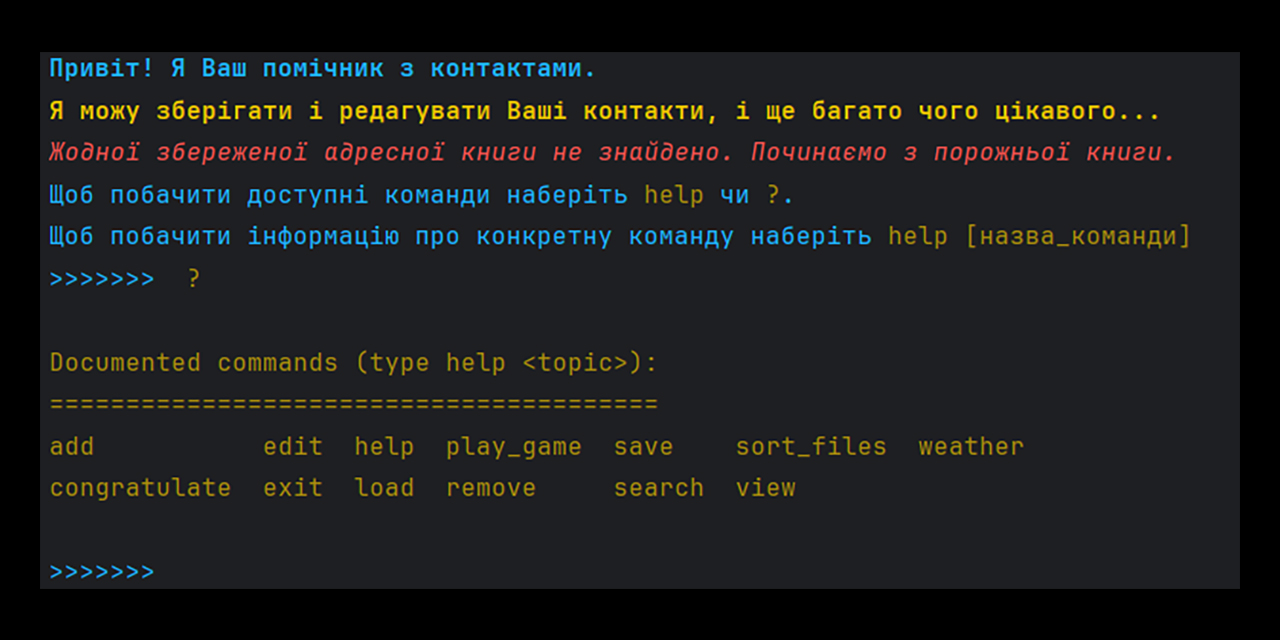 Привіт! Я Ваш помічник з контактами.
Я можу зберігати і редагувати Ваші контакти, і ще багато чого цікавого...
Жодної збереженої адресної книги не знайдено. Починаємо з порожньої книги.
Щоб побачити доступні команди наберіть help чи ?.
Щоб побачити інформацію про конкретну команду наберіть help [назва_команди]
>>>>>>>  ?
Documented commands (type help <topic>):
========================================
add           edit  help  play_game  save    sort_files  weather
congratulate  exit  load  remove     search  view
>>>>>>>